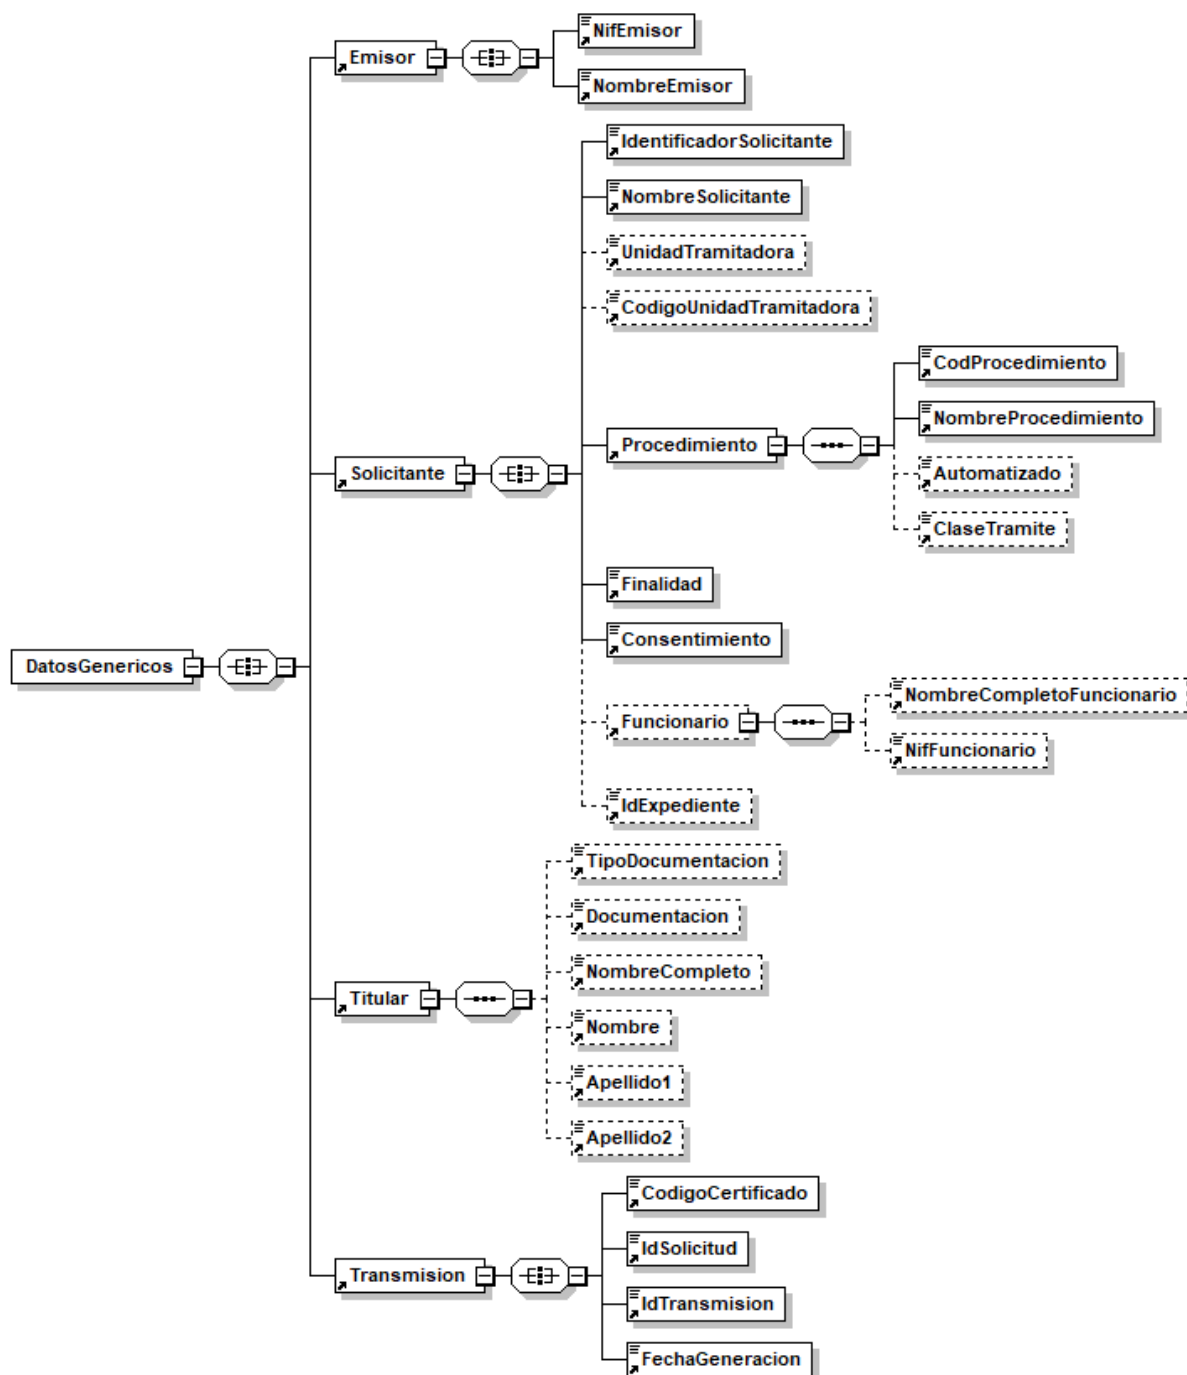 NifEmisor
Emisor
NombreEmisor
IdentificadorSolicitante
NombreSolicitante
UnidadTramitadora
CodigoUnidadTramitadora
CodProcedimiento
NombreProcedimiento
Procedimiento
Solicitante
Automatizado
ClaseTramite
Finalidad
Consentimiento
DatosGenericos
NombreCompletoFuncionario
Funcionario
NifFuncionario
IdExpediente
TipoDocumentacion
Documentacion
NombreCompleto
Titular
Nombre
Apellido1
Apellido2
CodigoCertificado
IdSolicitud
Transmision
IdTransmision
FechaGeneracion